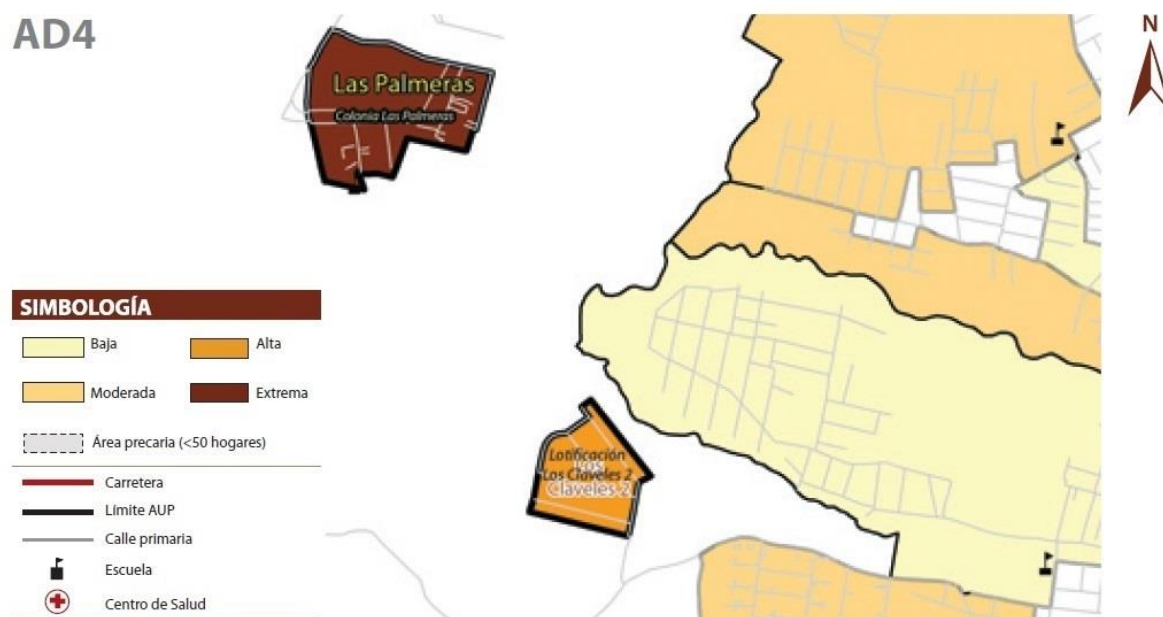 AD4
N
Las Palmeras
Colonia Las Palmeras
SIMBOLOGÍA
Baja
Alta
Moderada
Extrema
Área precaria (<50 hogares)
Carretera
Límite AUP
Calle primaria
Escuela
Centro de Salud
Lotificación
Los Claveles 2
Los
Claveles 2